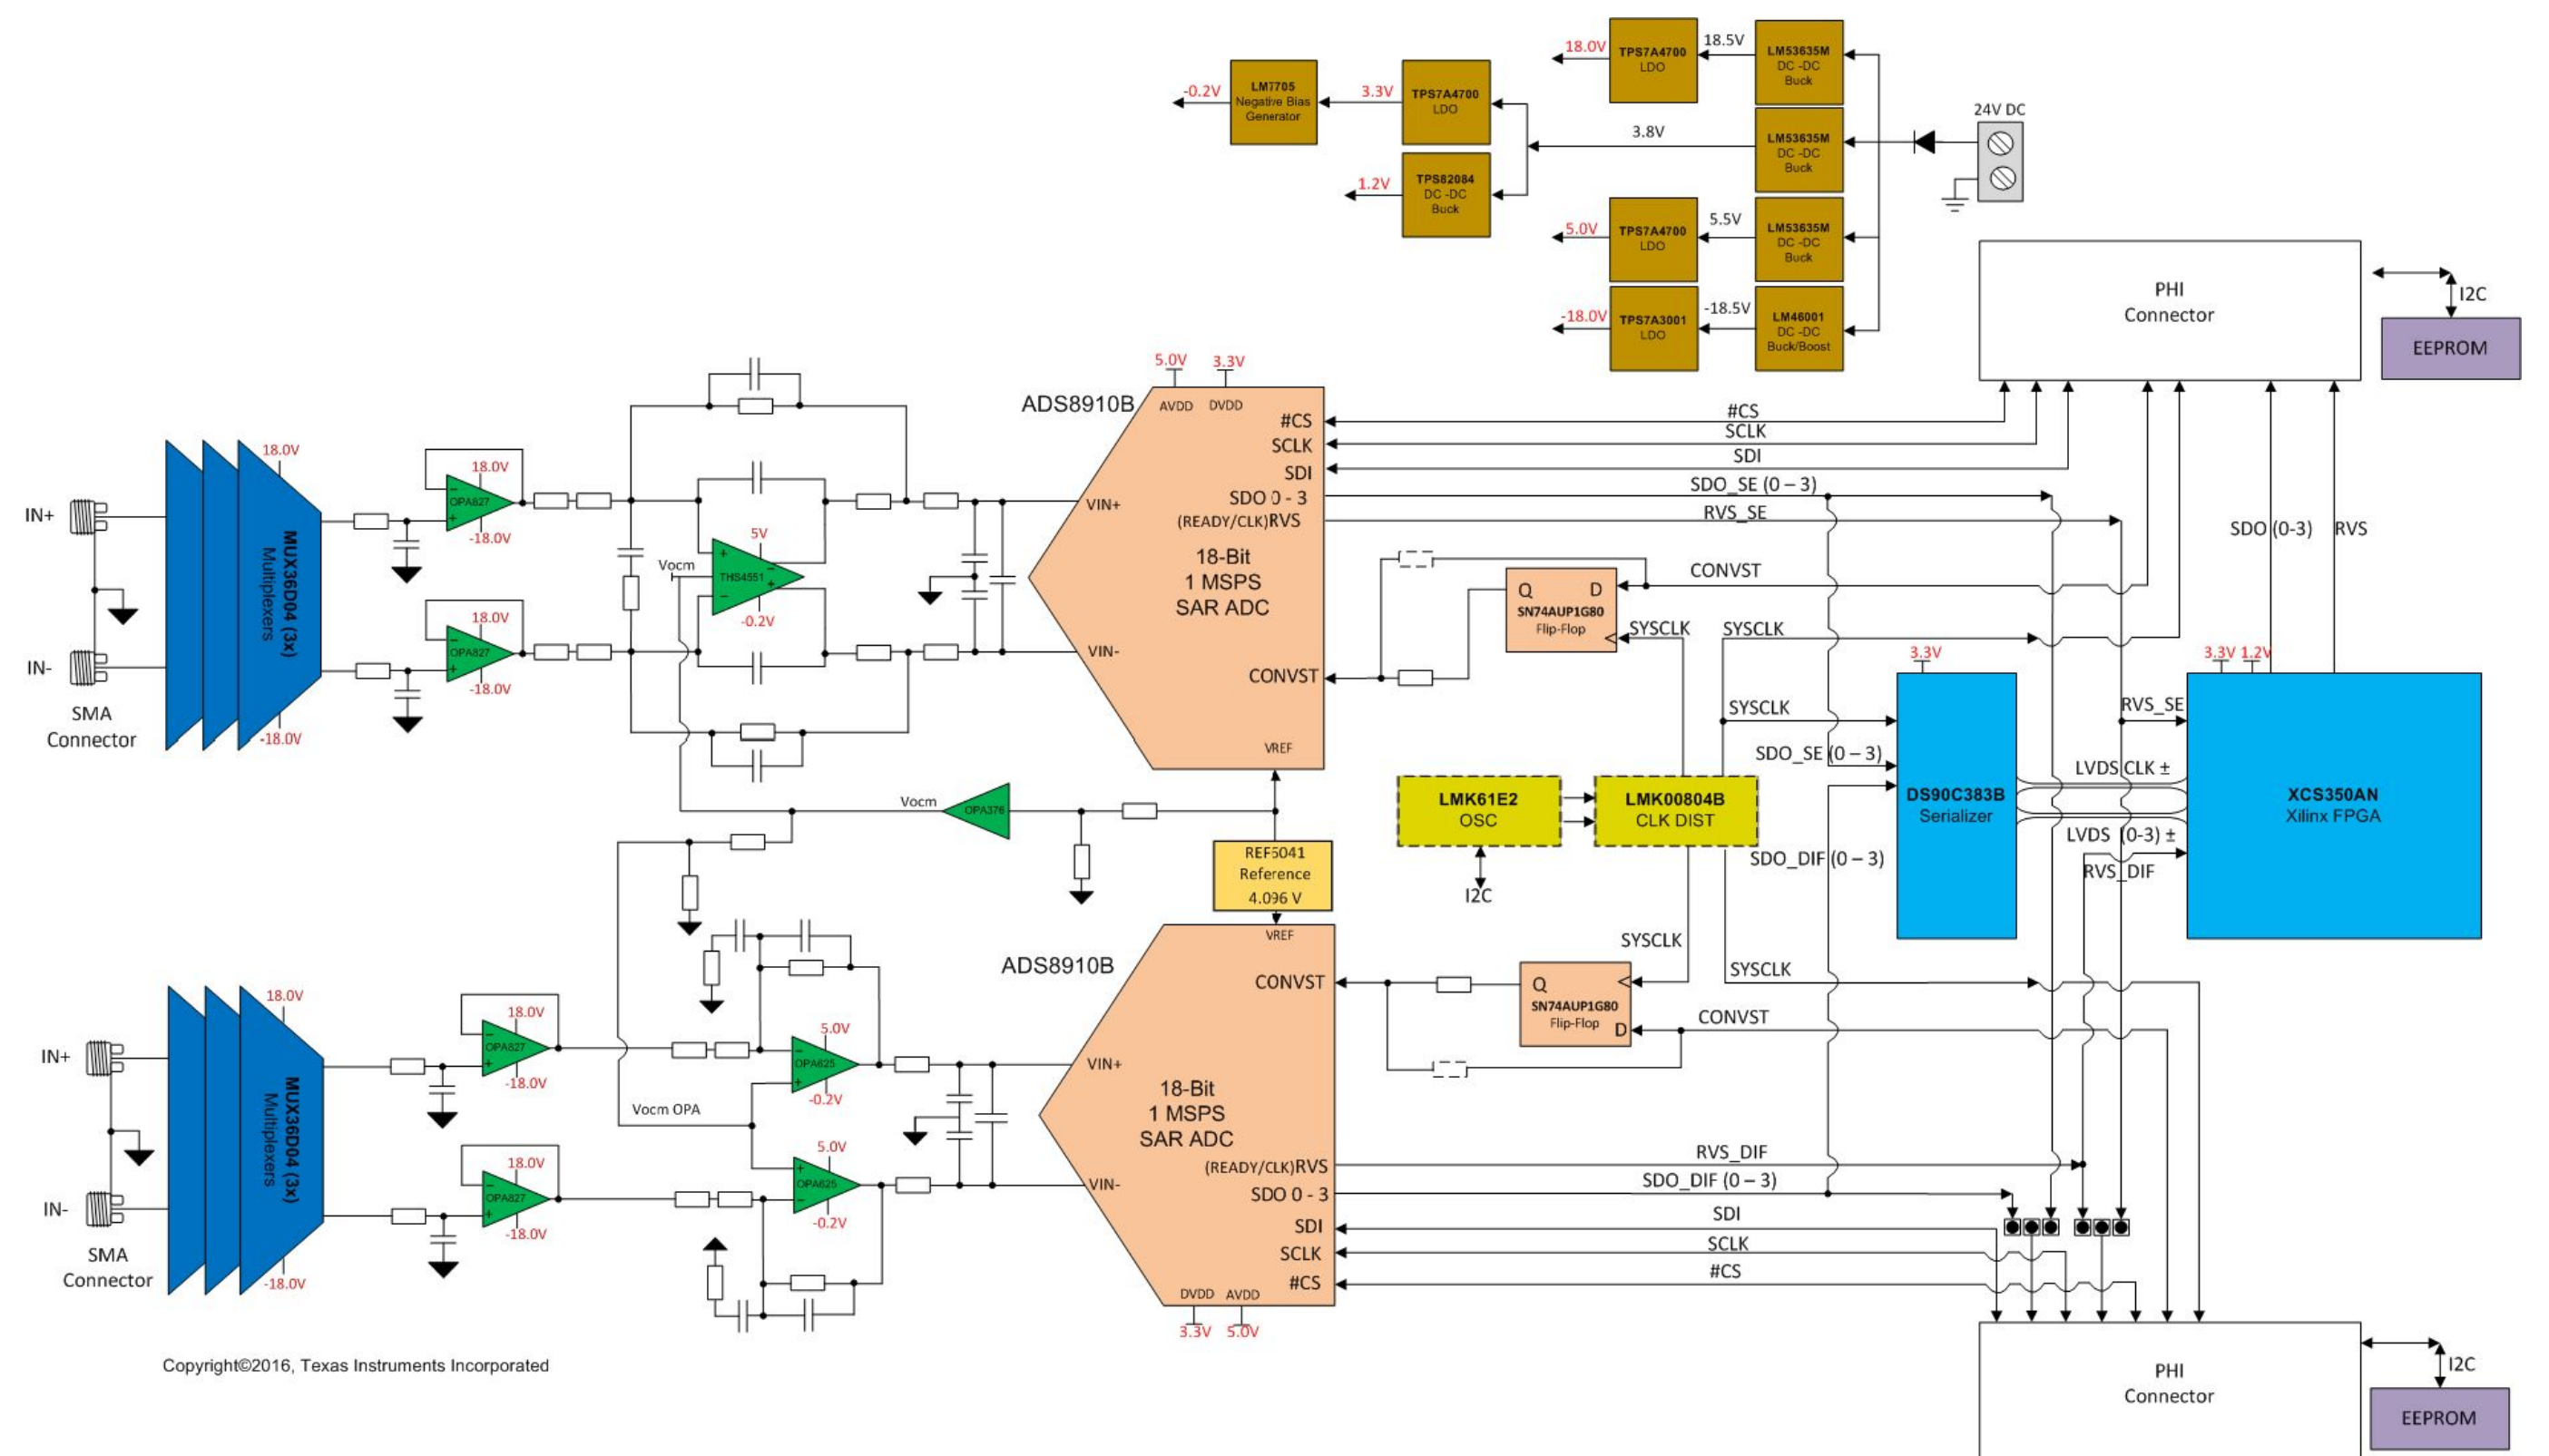 18.0V
TPS7A4700
LDO
18.5V
LM53635M
DC -DC
Buck
-0.2V
LM7705
Negative Bias
Generator
3.3V
TPS7A4700
LDO
3.8V
LM53635M
DC -DC
Buck
24V DC
1.2V
TPS82084
DC -DC
Buck
5.0V
TPS7A4700
LDO
5.5V
LM53635M
DC -DC
Buck
-18.0V
TPS7A3001
LDO
-18.5V
LM46001
DC -DC
Buck/Boost
PHI
Connector
I2C
EEPROM
IN+
IN-
SMA
Connector
18.0V
MUX36D04 (3x)
Multiplexers
-18.0V
18.0V
OPA827
-
+
-18.0V
18.0V
OPA827
-
+
-18.0V
Vocm
5V
+
-
THS4551
-
+
-0.2V
ADS8910B
5.0V
3.3V
AVDD
DVDD
VIN+
VIN-
#CS
SCLK
SDI
SDO 0 - 3
(READY/CLK)RVS
18-Bit
1 MSPS
SAR ADC
CONVST
VREF
#CS
SCLK
SDI
SDO_SE (0 – 3)
RVS_SE
CONVST
Q
D
SN74AUP1G80
Flip-Flop
SYSCLK
SYSCLK
SYSCLK
SDO (0-3)
RVS
3.3V
3.3V
1.2V
RVS_SE
SDO_SE (0 – 3)
LVDS CLK ±
LVDS (0-3) ±
RVS_DIF
SDO_DIF (0 – 3)
DS90C383B
Serializer
XCS350AN
Xilinx FPGA
LMK61E2
OSC
LMK00804B
CLK DIST
I2C
Vocm
OPA376
REF6041
Reference
4.096 V
IN+
IN-
SMA
Connector
18.0V
MUX36D04 (3x)
Multiplexers
-18.0V
18.0V
OPA827
-
+
-18.0V
18.0V
OPA827
-
+
-18.0V
Vocm OPA
5.0V
-
OPA625
+
-0.2V
5.0V
+
OPA625
-
-0.2V
ADS8910B
VREF
CONVST
VIN+
VIN-
18-Bit
1 MSPS
SAR ADC
(READY/CLK)RVS
SDO 0 - 3
SDI
SCLK
#CS
DVDD
AVDD
3.3V
5.0V
SYSCLK
SYSCLK
Q
SN74AUP1G80
Flip-Flop
D
CONVST
RVS_DIF
SDO_DIF (0 – 3)
SDI
SCLK
#CS
PHI
Connector
I2C
EEPROM
Copyright©2016, Texas Instruments Incorporated